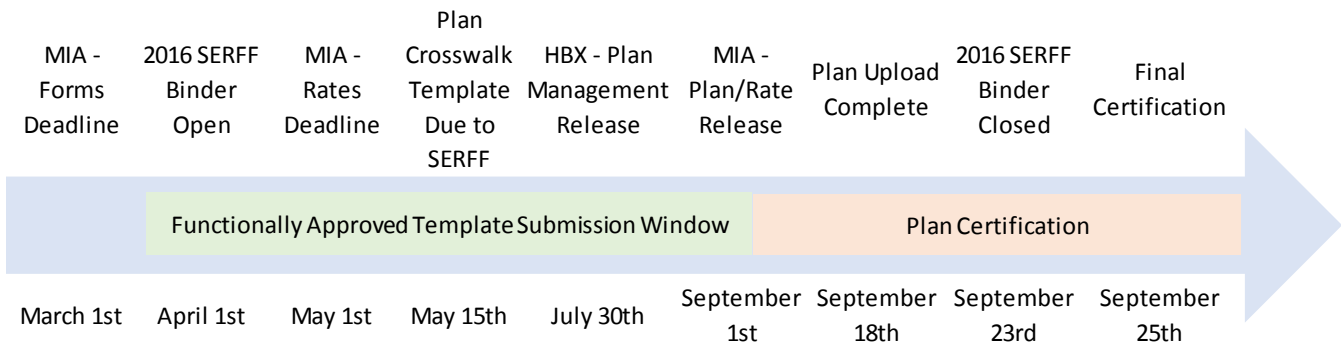 MIA -
Forms
Deadline
2016 SERFF
Binder
Open
MIA -
Rates
Deadline
Plan
Crosswalk
Template
Due to
SERFF
HBX - Plan
Management
Release
MIA -
Plan/Rate
Release
Plan Upload
Complete
2016 SERFF
Binder
Closed
Final
Certification
Functionally Approved Template Submission Window
Plan Certification
March 1st
April 1st
May 1st
May 15th
July 30th
September
1st
September
18th
September
23rd
September
25th